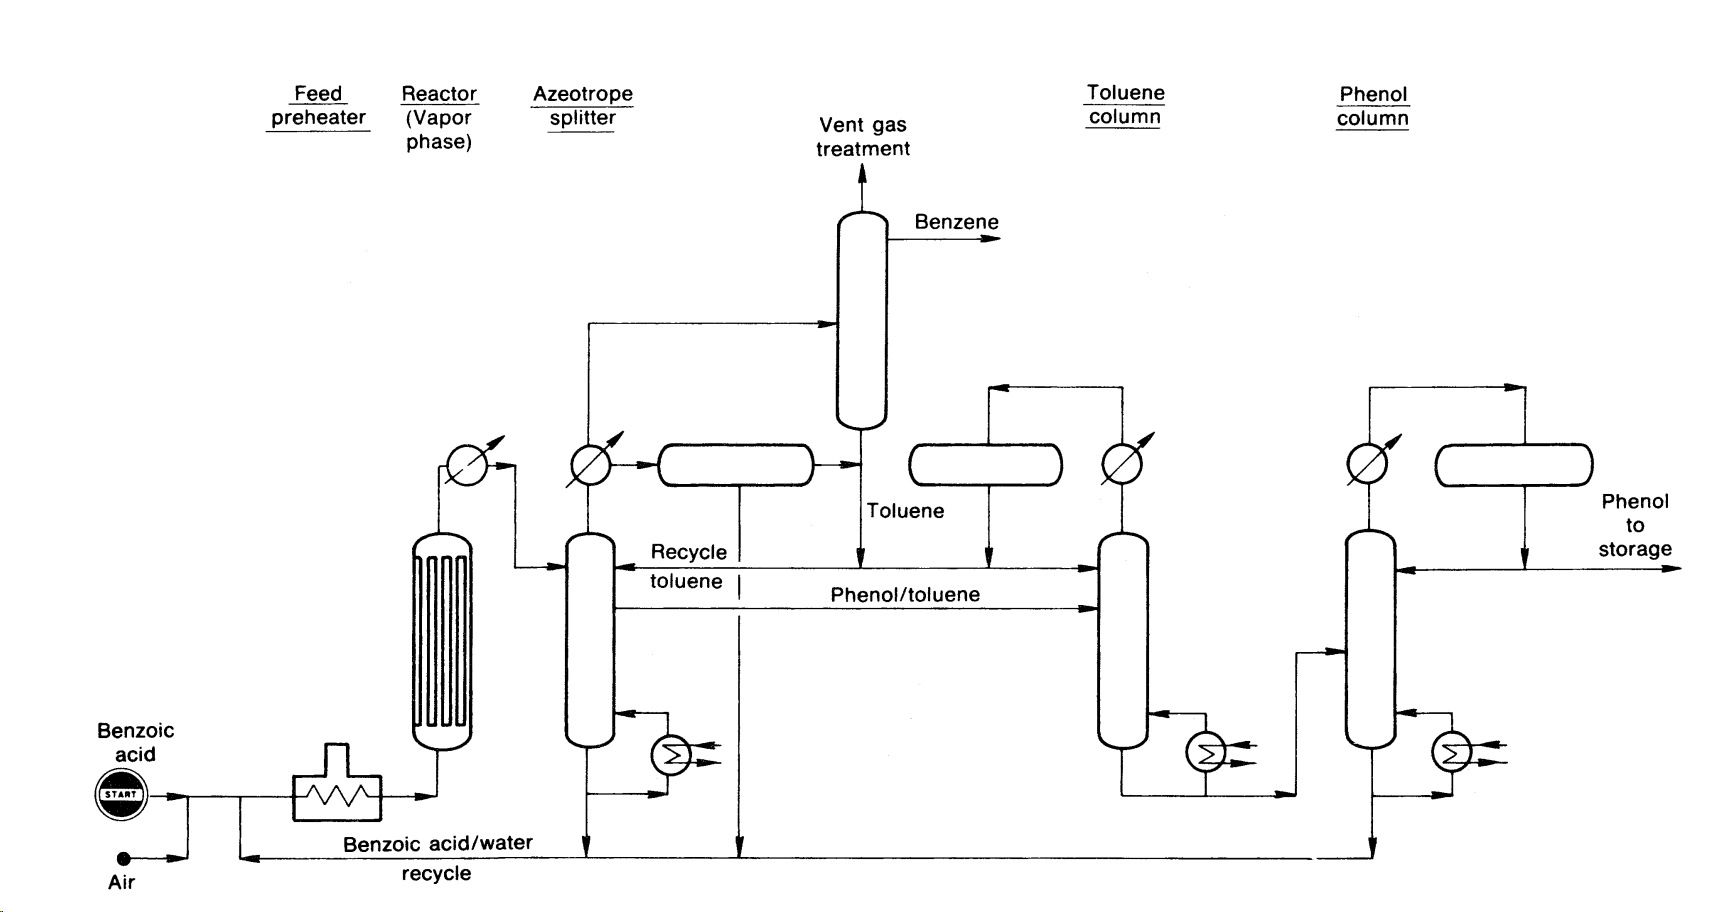 Feed
preheater
Reactor
(Vapor
phase)
Azeotrope
splitter
Vent gas
treatment
Toluene
column
Phenol
column
Benzene
Toluene
Recycle
toluene
Phenol/toluene
Phenol
to
storage
Benzoic
acid
START
Air
Benzoic acid/water
recycle